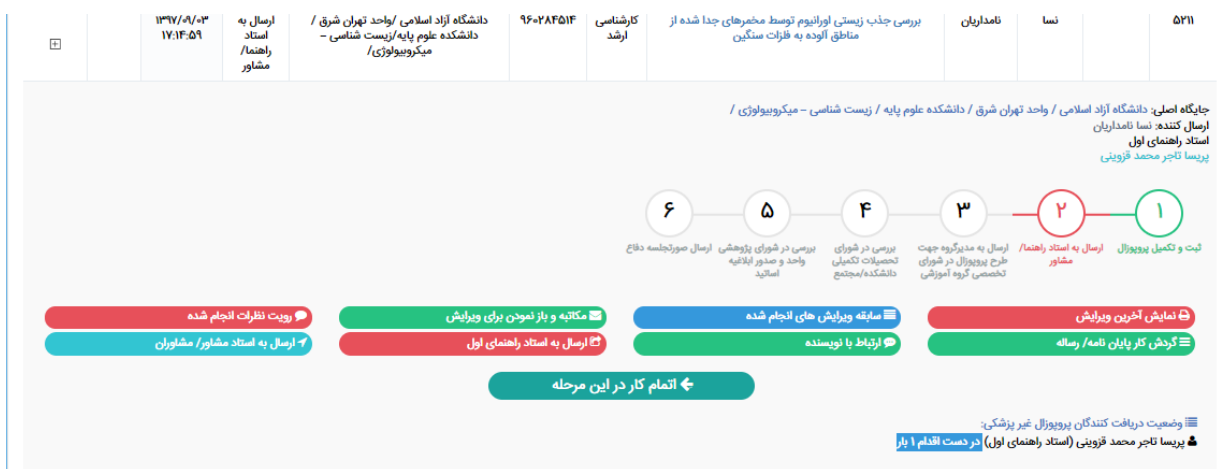 ۵۲۱۱
نسا
نامداریان
بررسی جذب زیستی اورانیوم توسط مخمرهای جدا شده از
مناطق آلوده به فلزات سنگین
کارشناسی
ارشد
۹۶۰۲۸۴۵۱۴
دانشگاه آزاد اسلامی /واحد تهران شرق /
دانشکده علوم پایه/زیست شناسی –
میکروبیولوژی/
ارسال به
استاد
راهنما/
مشاور
۱۳۹۷/۰۹/۰۳
۱۷:۱۴:۵۹
جایگاه اصلی: دانشگاه آزاد اسلامی / واحد تهران شرق / دانشکده علوم پایه / زیست شناسی – میکروبیولوژی /
ارسال کننده: نسا نامداریان
استاد راهنمای اول
پریسا تاجر محمد قزوینی
۱
ثبت و تکمیل پروپوزال
۲
ارسال به استاد راهنما/
مشاور
۳
ارسال به مدیرگروه جهت
طرح پروپوزال در شورای
تخصصی گروه آموزشی
۴
بررسی در شورای
تحصیلات تکمیلی
دانشکده/مجتمع
۵
بررسی در شورای پژوهشی
واحد و صدور ابلاغیه
اساتید
۶
ارسال صورتجلسه دفاع
نمایش آخرین ویرایش
سابقه ویرایش های انجام شده
مکاتبه و باز نمودن برای ویرایش
رویت نظرات انجام شده
گردش کار پایان نامه/ رساله
ارتباط با نویسنده
ارسال به استاد راهنمای اول
ارسال به استاد مشاور/ مشاوران
اتمام کار در این مرحله
وضعیت دریافت کنندگان پروپوزال غیر پزشکی:
پریسا تاجر محمد قزوینی (استاد راهنمای اول) در دست اقدام ۱ بار